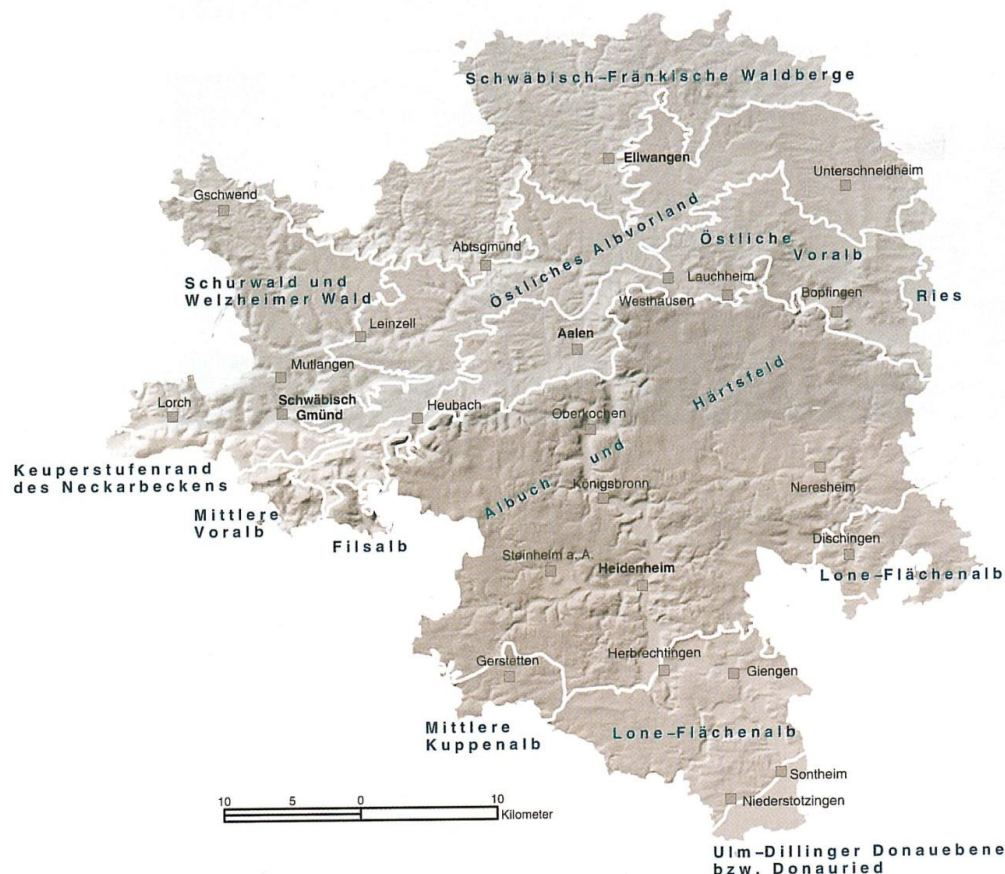 Schwäbisch-Fränkische Waldberge
Ellwangen
Unterschneidheim
Gschwend
Abtsgmünd
Östliches Albvorland
Östliche
Voralb
Schurwald und
Welzheimer Wald
Lauchheim
Westhausen
Bopfingen
Ries
Leinzell
Aalen
Mutlangen
Härtsfeld
Lorch
Schwäbisch
Gmünd
Heubach
Oberkochen
und
Keuperstufenrand
des Neckarbeckens
Albuch
Königsbronn
Neresheim
Mittlere
Voralb
Filsalb
Dischingen
Steinheim a. A.
Heidenheim
Lone-Flächenalb
Herbrechtingen
Gerstetten
Giengen
Mittlere
Kuppenalb
Lone-Flächenalb
Sontheim
10 5 0 10
Kilometer
Niederstotzingen
Ulm-Dillinger Donauebene
bzw. Donauried